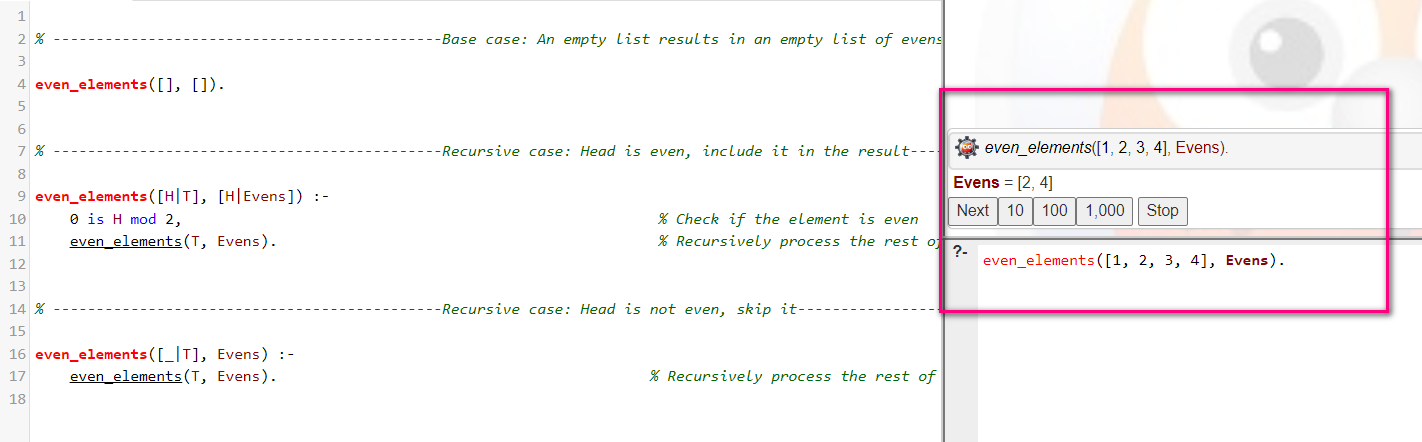 1
2 % ---------------------------------------------Base case: An empty list results in an empty list of evens
3
4 even_elements([], []).
5
6
7 % ---------------------------------------------Recursive case: Head is even, include it in the result----
8
9 even_elements([H|T], [H|Evens]) :-
10 0 is H mod 2, % Check if the element is even
11 even_elements(T, Evens). % Recursively process the rest of
12
13
14 % ---------------------------------------------Recursive case: Head is not even, skip it-----------------
15
16 even_elements([_|T], Evens) :-
17 even_elements(T, Evens). % Recursively process the rest of
18
even_elements([1, 2, 3, 4], Evens).
Evens = [2, 4]
Next 10 100 1,000 Stop
?- even_elements([1, 2, 3, 4], Evens).